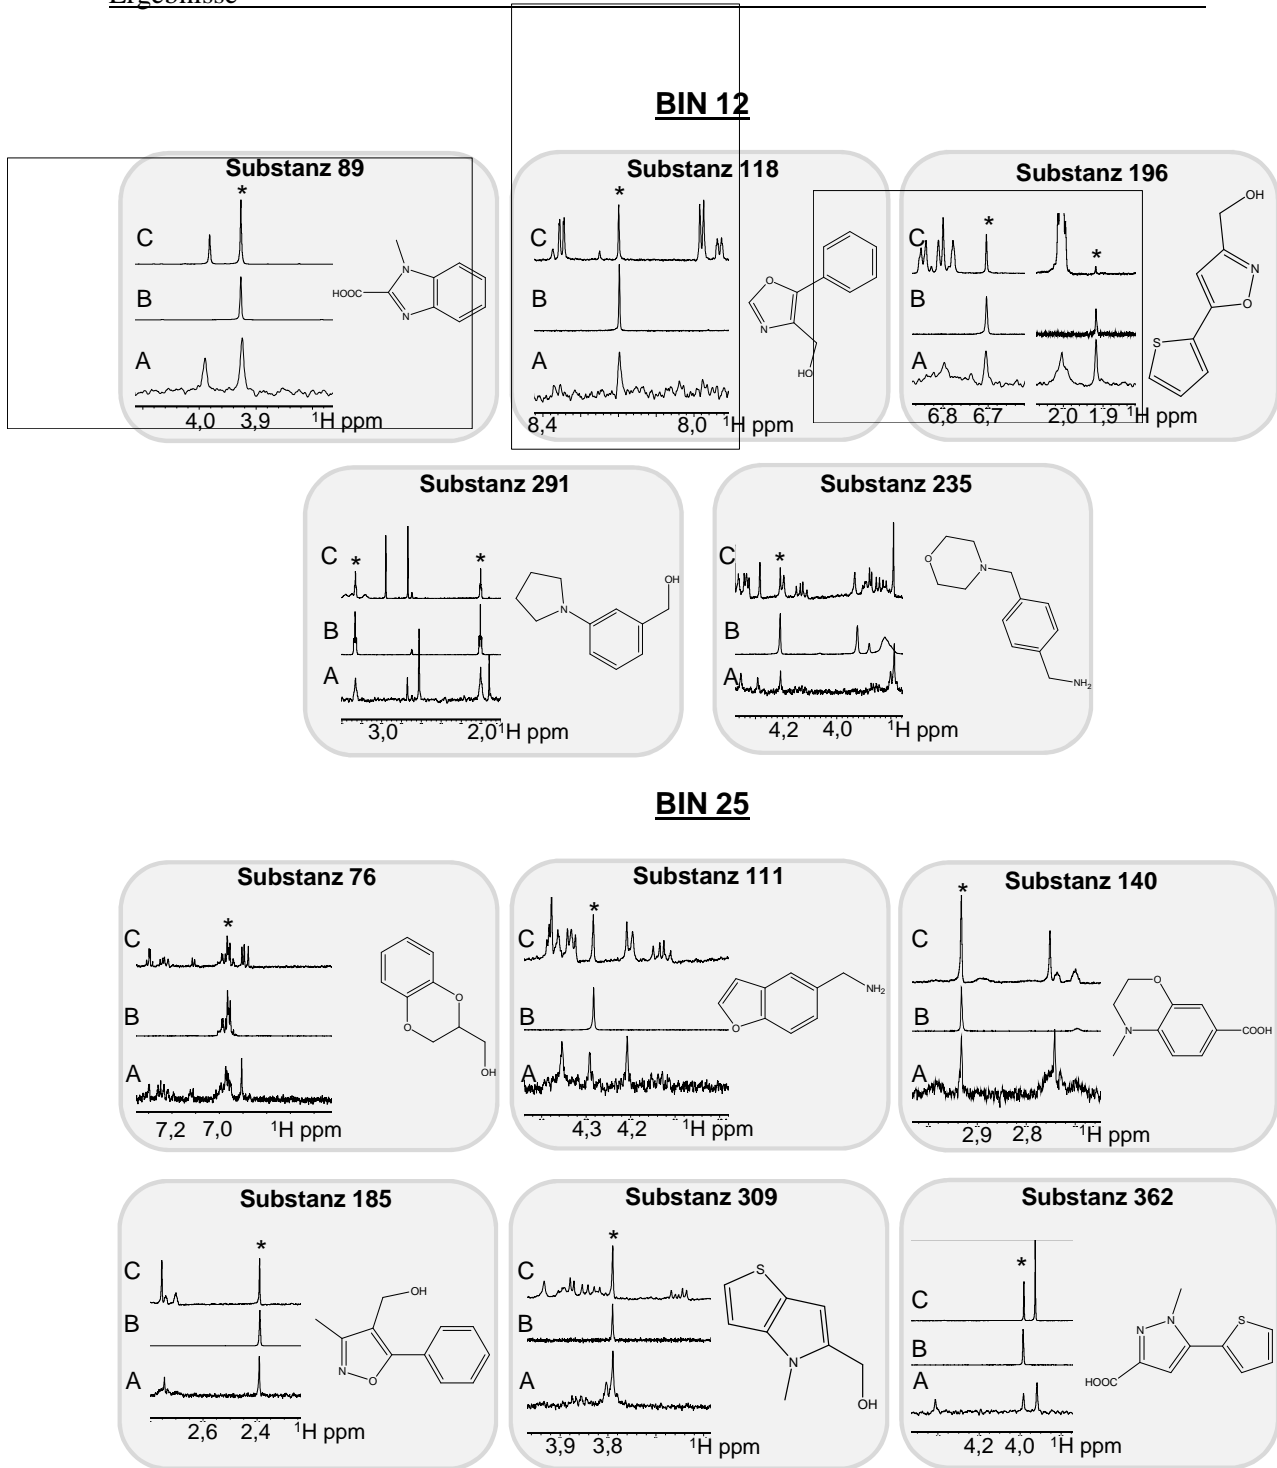 Ergebnisse
BIN 12
Substanz 89
*
C
B
A
N
HOOC
N
4,0 3,9 ¹H ppm
Substanz 118
*
C
B
A
O
N
HO
8,4 8,0 ¹H ppm
Substanz 196
* *
C
B
A
OH
N
O
S
6,8 6,7 2,0 1,9 ¹H ppm
Substanz 291
* *
C
B
A
N
OH
3,0 2,0 ¹H ppm
Substanz 235
*
C
B
A
O
N
NH₂
4,2 4,0 ¹H ppm
BIN 25
Substanz 76
*
C
B
A
O
O
OH
7,2 7,0 ¹H ppm
Substanz 111
*
C
B
A
O
NH₂
4,3 4,2 ¹H ppm
Substanz 140
*
C
B
A
O
N
COOH
2,9 2,8 ¹H ppm
Substanz 185
*
C
B
A
OH
N
O
2,6 2,4 ¹H ppm
Substanz 309
*
C
B
A
S
N
OH
3,9 3,8 ¹H ppm
Substanz 362
*
C
B
A
N
N
S
HOOC
4,2 4,0 ¹H ppm